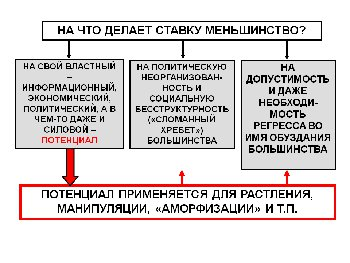 НА ЧТО ДЕЛАЕТ СТАВКУ МЕНЬШИНСТВО?
НА СВОЙ ВЛАСТНЫЙ
–
ИНФОРМАЦИОННЫЙ,
ЭКОНОМИЧЕСКИЙ,
ПОЛИТИЧЕСКИЙ, А В
ЧЕМ-ТО ДАЖЕ И
СИЛОВОЙ –
ПОТЕНЦИАЛ
НА ПОЛИТИЧЕСКУЮ
НЕОРГАНИЗОВАН-
НОСТЬ И
СОЦИАЛЬНУЮ
БЕССТРУКТУРНОСТЬ
(«СЛОМАННЫЙ
ХРЕБЕТ»)
БОЛЬШИНСТВА
НА
ДОПУСТИМОСТЬ
И ДАЖЕ
НЕОБХОДИ-
МОСТЬ
РЕГРЕССА ВО
ИМЯ ОБУЗДАНИЯ
БОЛЬШИНСТВА
ПОТЕНЦИАЛ ПРИМЕНЯЕТСЯ ДЛЯ РАСТЛЕНИЯ,
МАНИПУЛЯЦИИ, «АМОРФИЗАЦИИ» И Т.П.